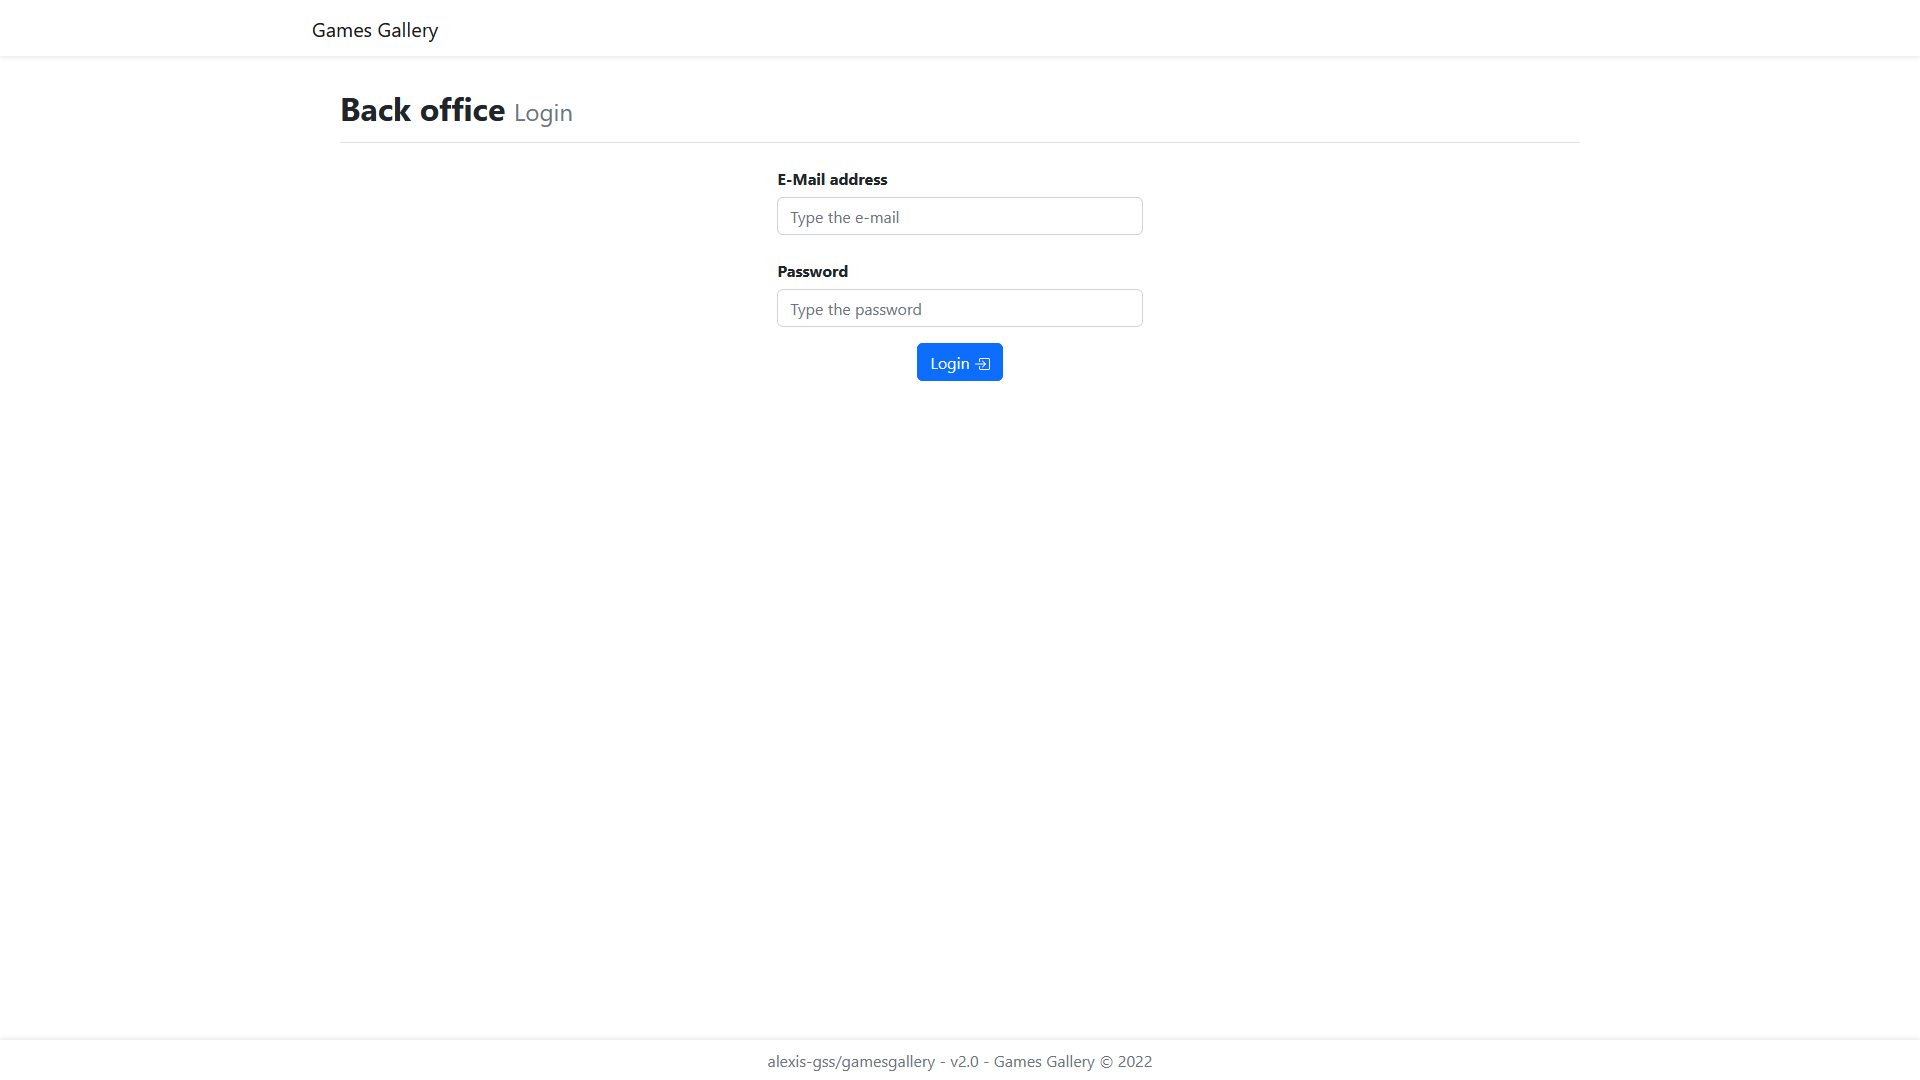 Games Gallery
Back office Login
E-Mail address
Type the e-mail
Password
Type the password
Login
alexis-gss/gamesgallery - v2.0 - Games Gallery © 2022